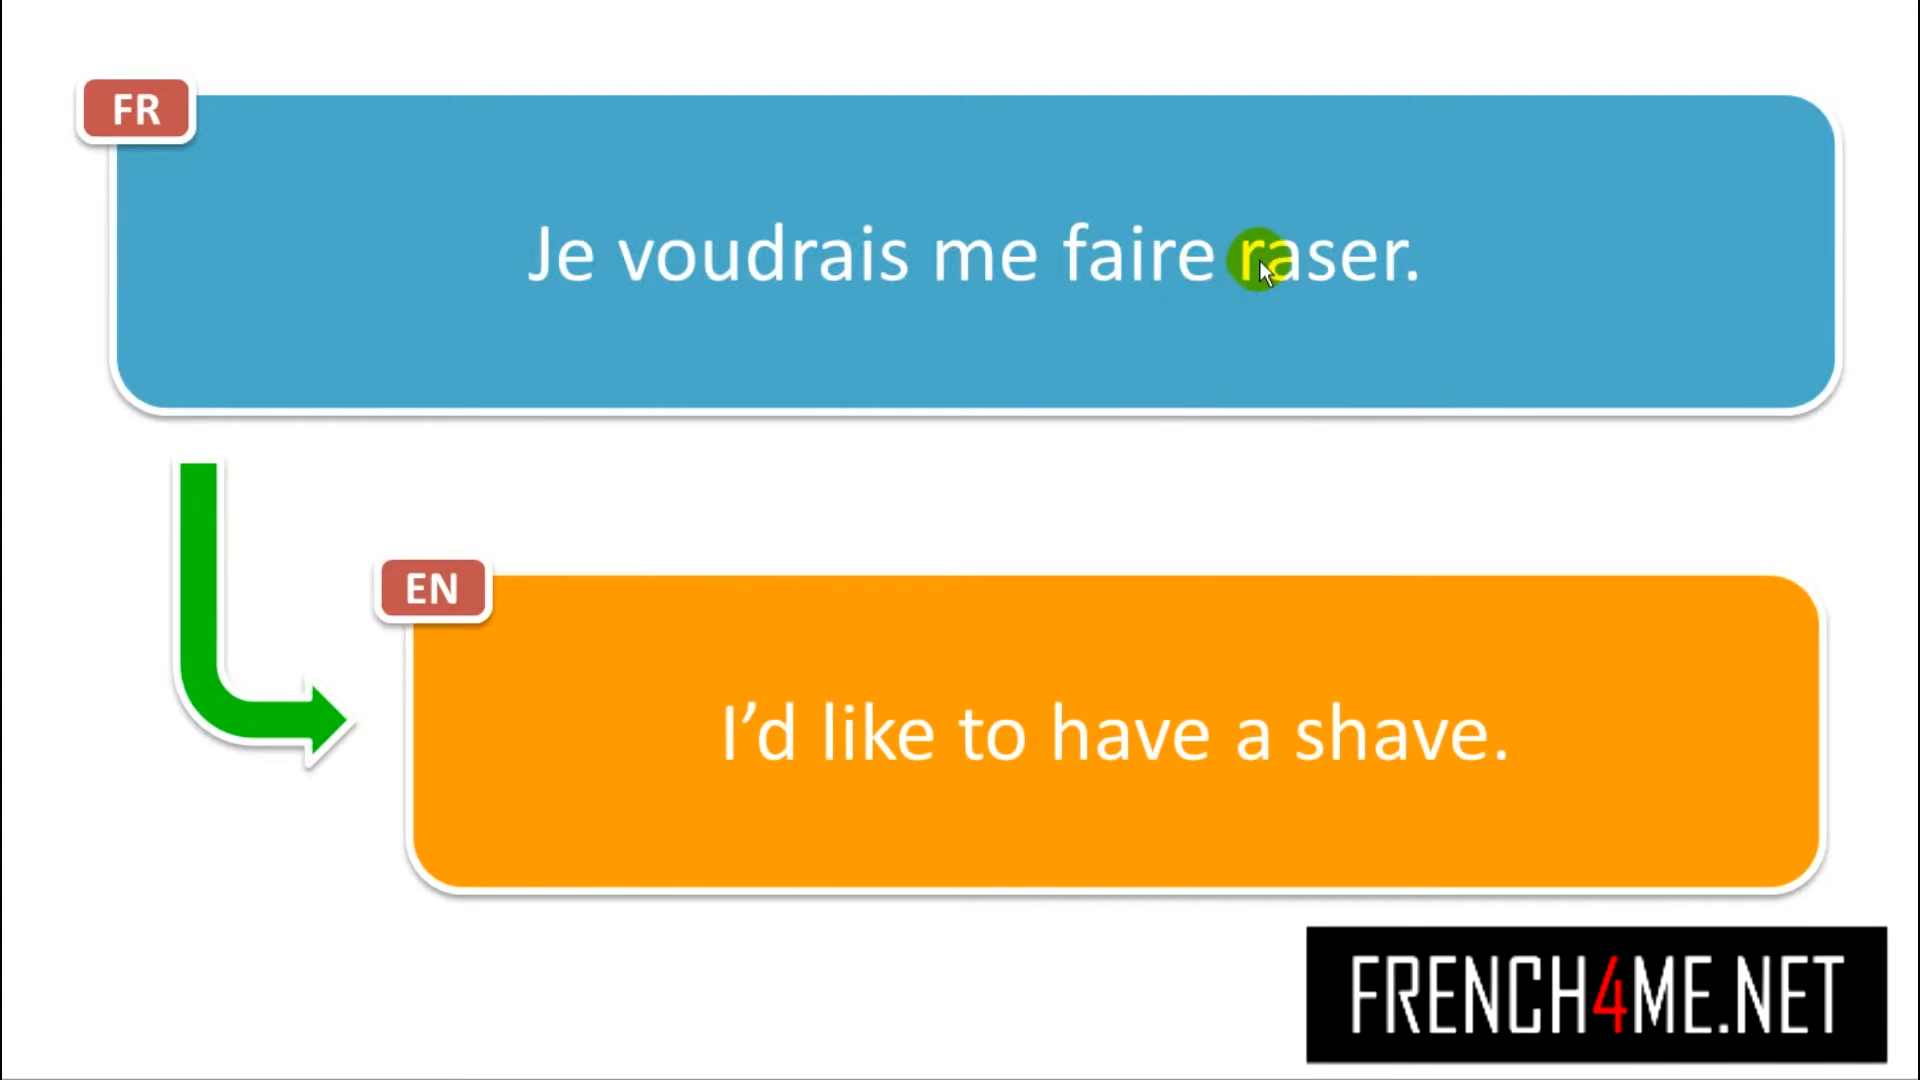 FR
Je voudrais me faire raser.
EN
I’d like to have a shave.
FRENCH4ME.NET